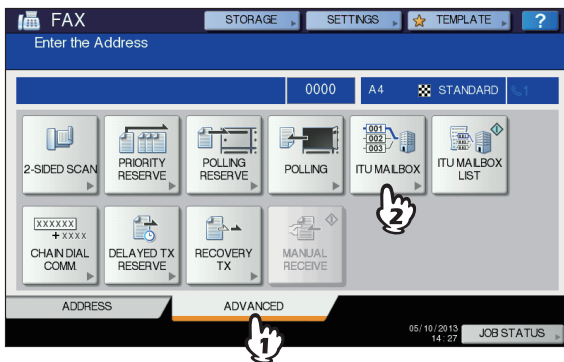 FAX
STORAGE
SETTINGS
TEMPLATE
?
Enter the Address
0000
A4
STANDARD
1
2-SIDED SCAN
PRIORITY
RESERVE
POLLING
RESERVE
POLLING
001
002
003
ITU MAILBOX
ITU MAILBOX
LIST
2
XXXXXX
+ XXXX
CHAIN DIAL
COMM.
DELAYED TX
RESERVE
RECOVERY
TX
MANUAL
RECEIVE
ADDRESS
ADVANCED
1
05/10/2013
14:27
JOB STATUS